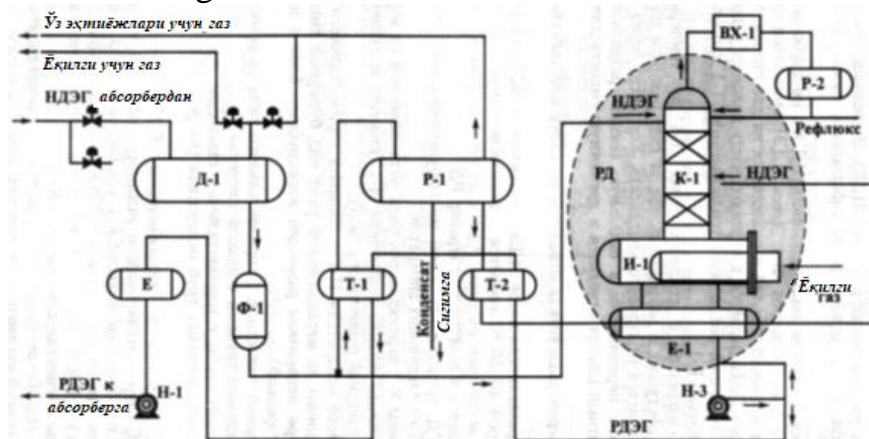 Ўз эҳтиёжлари учун газ
Ёқилғи учун газ
НДЭГ абсорбердан
Д-1
Р-1
ВХ-1
Р-2
НДЭГ
Рефлюкс
РД
К-1
НДЭГ
И-1
Ёқилғи
газ
Е
Ф-1
Т-1
Конденсат
Сиғимга
Т-2
Е-1
РДЭГ к
абсорберга
Н-1
Н-3
РДЭГ